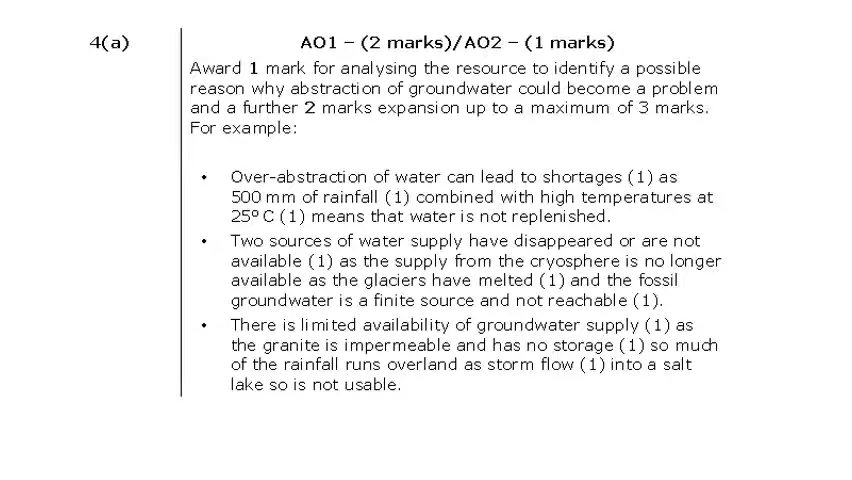 4(a) AO1 – (2 marks)/AO2 – (1 marks)
Award 1 mark for analysing the resource to identify a possible
reason why abstraction of groundwater could become a problem
and a further 2 marks expansion up to a maximum of 3 marks.
For example:
• Over-abstraction of water can lead to shortages (1) as
500 mm of rainfall (1) combined with high temperatures at
25º C (1) means that water is not replenished.
• Two sources of water supply have disappeared or are not
available (1) as the supply from the cryosphere is no longer
available as the glaciers have melted (1) and the fossil
groundwater is a finite source and not reachable (1).
• There is limited availability of groundwater supply (1) as
the granite is impermeable and has no storage (1) so much
of the rainfall runs overland as storm flow (1) into a salt
lake so is not usable.